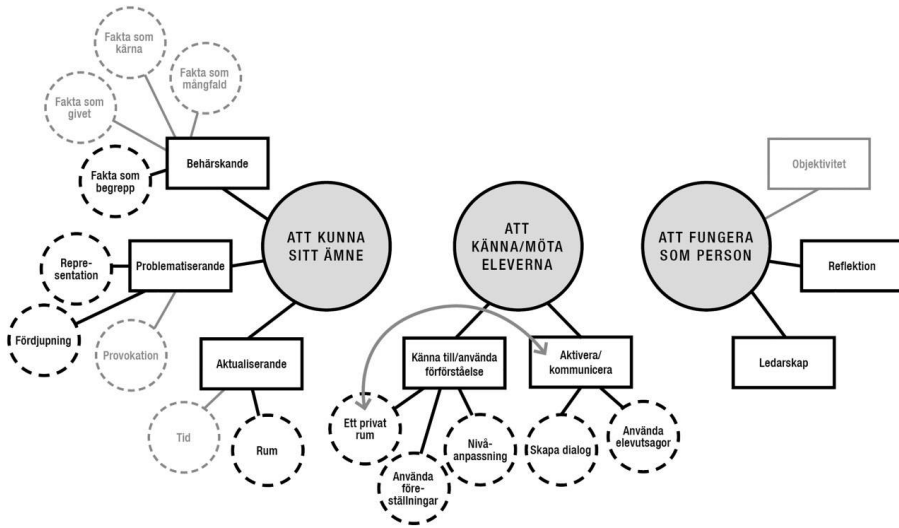 Fakta som
kärna
Fakta som
mångfald
Fakta som
givet
Fakta som
begrepp
Behärskande
ATT KUNNA
SITT ÄMNE
Repre-
sentation
Problematiserande
Fördjupning
Provokation
Aktualiserande
Tid
Rum
ATT
KÄNNA/MÖTA
ELEVERNA
Känna till/använda
förförståelse
Aktivera/
kommunicera
Ett privat
rum
Använda
före-
ställningar
Nivå-
anpassning
Skapa dialog
Använda
elevutsagor
ATT FUNGERA
SOM PERSON
Objektivitet
Reflektion
Ledarskap